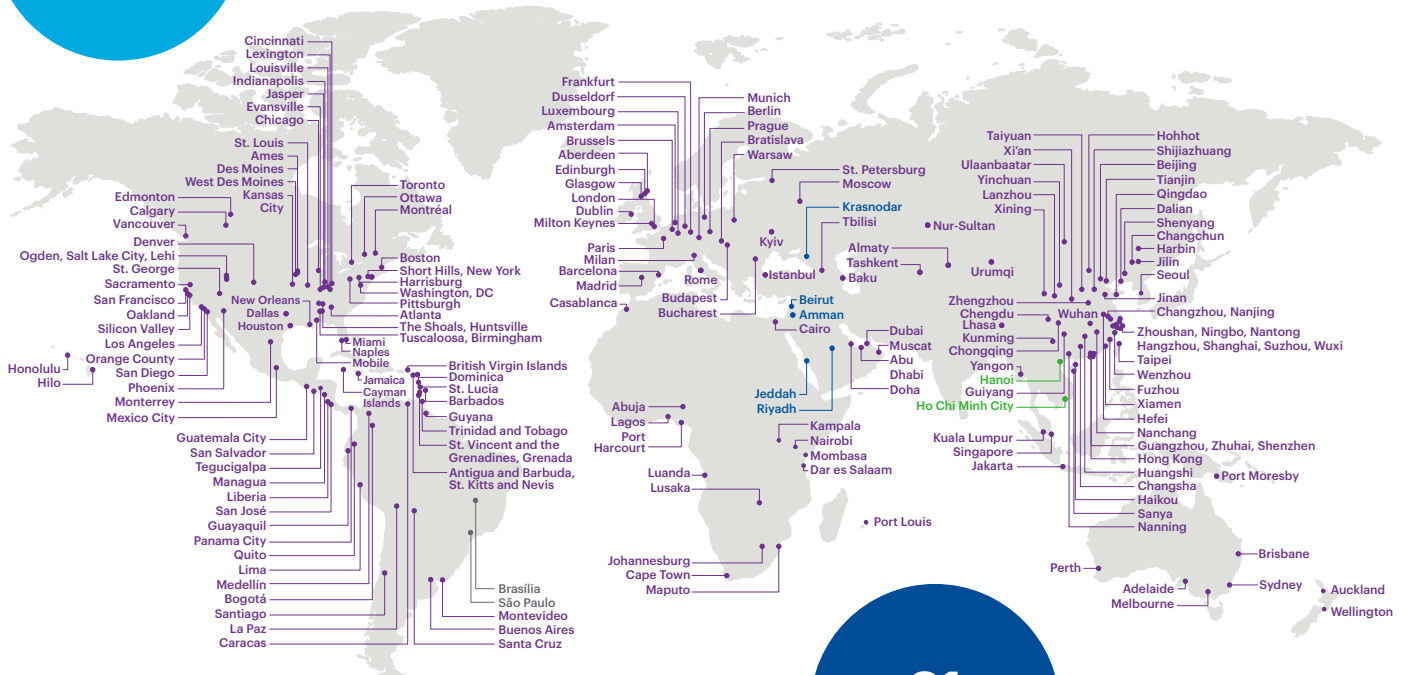 Cincinnati
Lexington
Louisville
Indianapolis
Jasper
Evansville
Chicago
St. Louis
Ames
Des Moines
West Des Moines
Kansas
City
Edmonton
Calgary
Vancouver
Denver
Ogden, Salt Lake City, Lehi
St. George
Sacramento
San Francisco
Oakland
Silicon Valley
Los Angeles
Orange County
San Diego
Phoenix
Monterrey
Mexico City
Honolulu
Hilo
New Orleans
Dallas
Houston
Toronto
Ottawa
Montréal
Boston
Short Hills, New York
Harrisburg
Washington, DC
Pittsburgh
Atlanta
The Shoals, Huntsville
Tuscaloosa, Birmingham
Miami
Naples
Mobile
Jamaica
Cayman
Islands
British Virgin Islands
Dominica
St. Lucia
Barbados
Guyana
Trinidad and Tobago
St. Vincent and the
Grenadines, Grenada
Antigua and Barbuda,
St. Kitts and Nevis
Guatemala City
San Salvador
Tegucigalpa
Managua
Liberia
San José
Guayaquil
Panama City
Quito
Lima
Medellín
Bogotá
Santiago
La Paz
Caracas
Brasília
São Paulo
Montevideo
Buenos Aires
Santa Cruz
Frankfurt
Dusseldorf
Luxembourg
Amsterdam
Brussels
Aberdeen
Edinburgh
Glasgow
London
Dublin
Milton Keynes
Paris
Milan
Barcelona
Madrid
Casablanca
Munich
Berlin
Prague
Bratislava
Warsaw
St. Petersburg
Moscow
Krasnodar
Tbilisi
Kyiv
Istanbul
Rome
Budapest
Bucharest
Almaty
Tashkent
Baku
Nur-Sultan
Urumqi
Beirut
Amman
Cairo
Dubai
Muscat
Abu
Dhabi
Doha
Jeddah
Riyadh
Abuja
Lagos
Port
Harcourt
Luanda
Lusaka
Kampala
Nairobi
Mombasa
Dar es Salaam
Port Louis
Johannesburg
Cape Town
Maputo
Taiyuan
Xi'an
Ulaanbaatar
Yinchuan
Lanzhou
Xining
Hohhot
Shijiazhuang
Beijing
Tianjin
Qingdao
Dalian
Shenyang
Changchun
Harbin
Jilin
Seoul
Jinan
Zhengzhou
Chengdu
Wuhan
Lhasa
Kunming
Chongqing
Yangon
Hanoi
Guiyang
Ho Chi Minh City
Kuala Lumpur
Singapore
Jakarta
Changzhou, Nanjing
Zhoushan, Ningbo, Nantong
Hangzhou, Shanghai, Suzhou, Wuxi
Taipei
Wenzhou
Fuzhou
Xiamen
Hefei
Nanchang
Guangzhou, Zhuhai, Shenzhen
Hong Kong
Huangshi
Changsha
Haikou
Sanya
Nanning
Port Moresby
Perth
Adelaide
Melbourne
Brisbane
Sydney
Auckland
Wellington